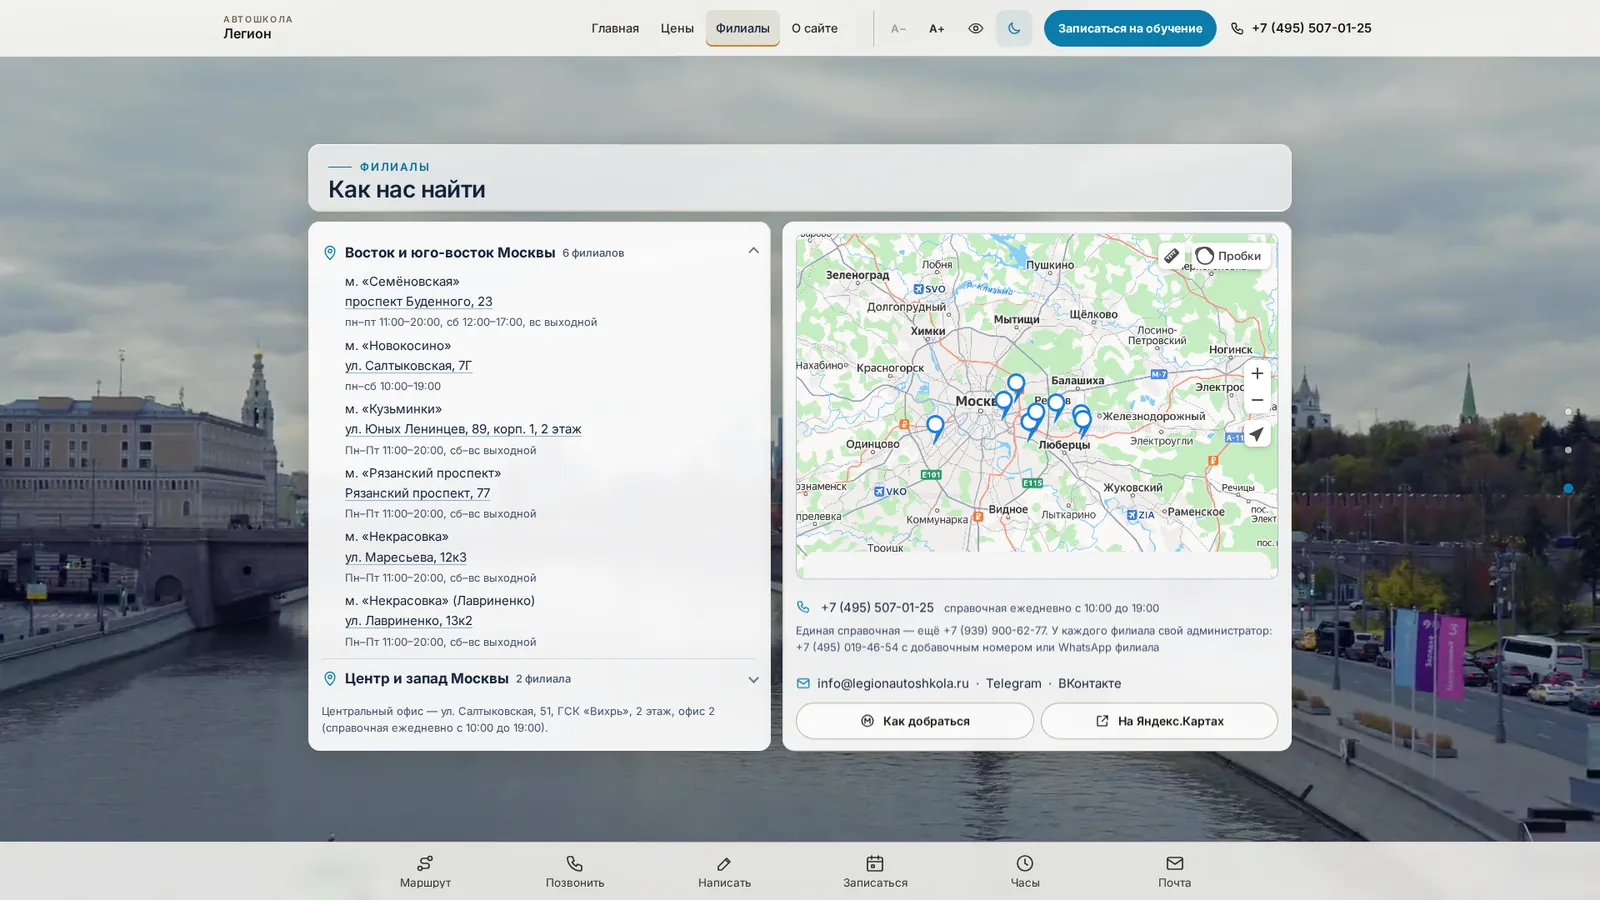 АВТОШКОЛА
Легион
Главная
Цены
Филиалы
О сайте
A−
A+
Записаться на обучение
+7 (495) 507-01-25
ФИЛИАЛЫ
Как нас найти
Восток и юго-восток Москвы 6 филиалов
м. «Семёновская»
проспект Буденного, 23
пн–пт 11:00–20:00, сб 12:00–17:00, вс выходной
м. «Новокосино»
ул. Салтыковская, 7Г
пн–сб 10:00–19:00
м. «Кузьминки»
ул. Юных Ленинцев, 89, корп. 1, 2 этаж
Пн–Пт 11:00–20:00, сб–вс выходной
м. «Рязанский проспект»
Рязанский проспект, 77
Пн–Пт 11:00–20:00, сб–вс выходной
м. «Некрасовка»
ул. Маресьева, 12к3
Пн–Пт 11:00–20:00, сб–вс выходной
м. «Некрасовка» (Лавриненко)
ул. Лавриненко, 13к2
Пн–Пт 11:00–20:00, сб–вс выходной
Центр и запад Москвы 2 филиала
Центральный офис — ул. Салтыковская, 51, ГСК «Вихрь», 2 этаж, офис 2
(справочная ежедневно с 10:00 до 19:00).
Пробки
Зеленоград
Лобня
Пушкино
SVO
р. Клязьма
Долгопрудный
Мытищи
Щёлково
Химки
Лосино-
Петровский
Ногинск
Нахабино
Красногорск
Балашиха
М-7
Электрос
Москв
Железнодорожный
Одинцово
Люберцы
Электроугли
А-11
E101
E115
VKO
Жуковский
Речицы
Коммунарка
Видное
Лыткарино
ZIA
Раменское
пос.
Элект
Троицк
пос.
+7 (495) 507-01-25 справочная ежедневно с 10:00 до 19:00
Единая справочная — ещё +7 (939) 900-62-77. У каждого филиала свой администратор:
+7 (495) 019-46-54 с добавочным номером или WhatsApp филиала
info@legionautoshkola.ru · Telegram · ВКонтакте
Как добраться
На Яндекс.Картах
Маршрут
Позвонить
Написать
Записаться
Часы
Почта